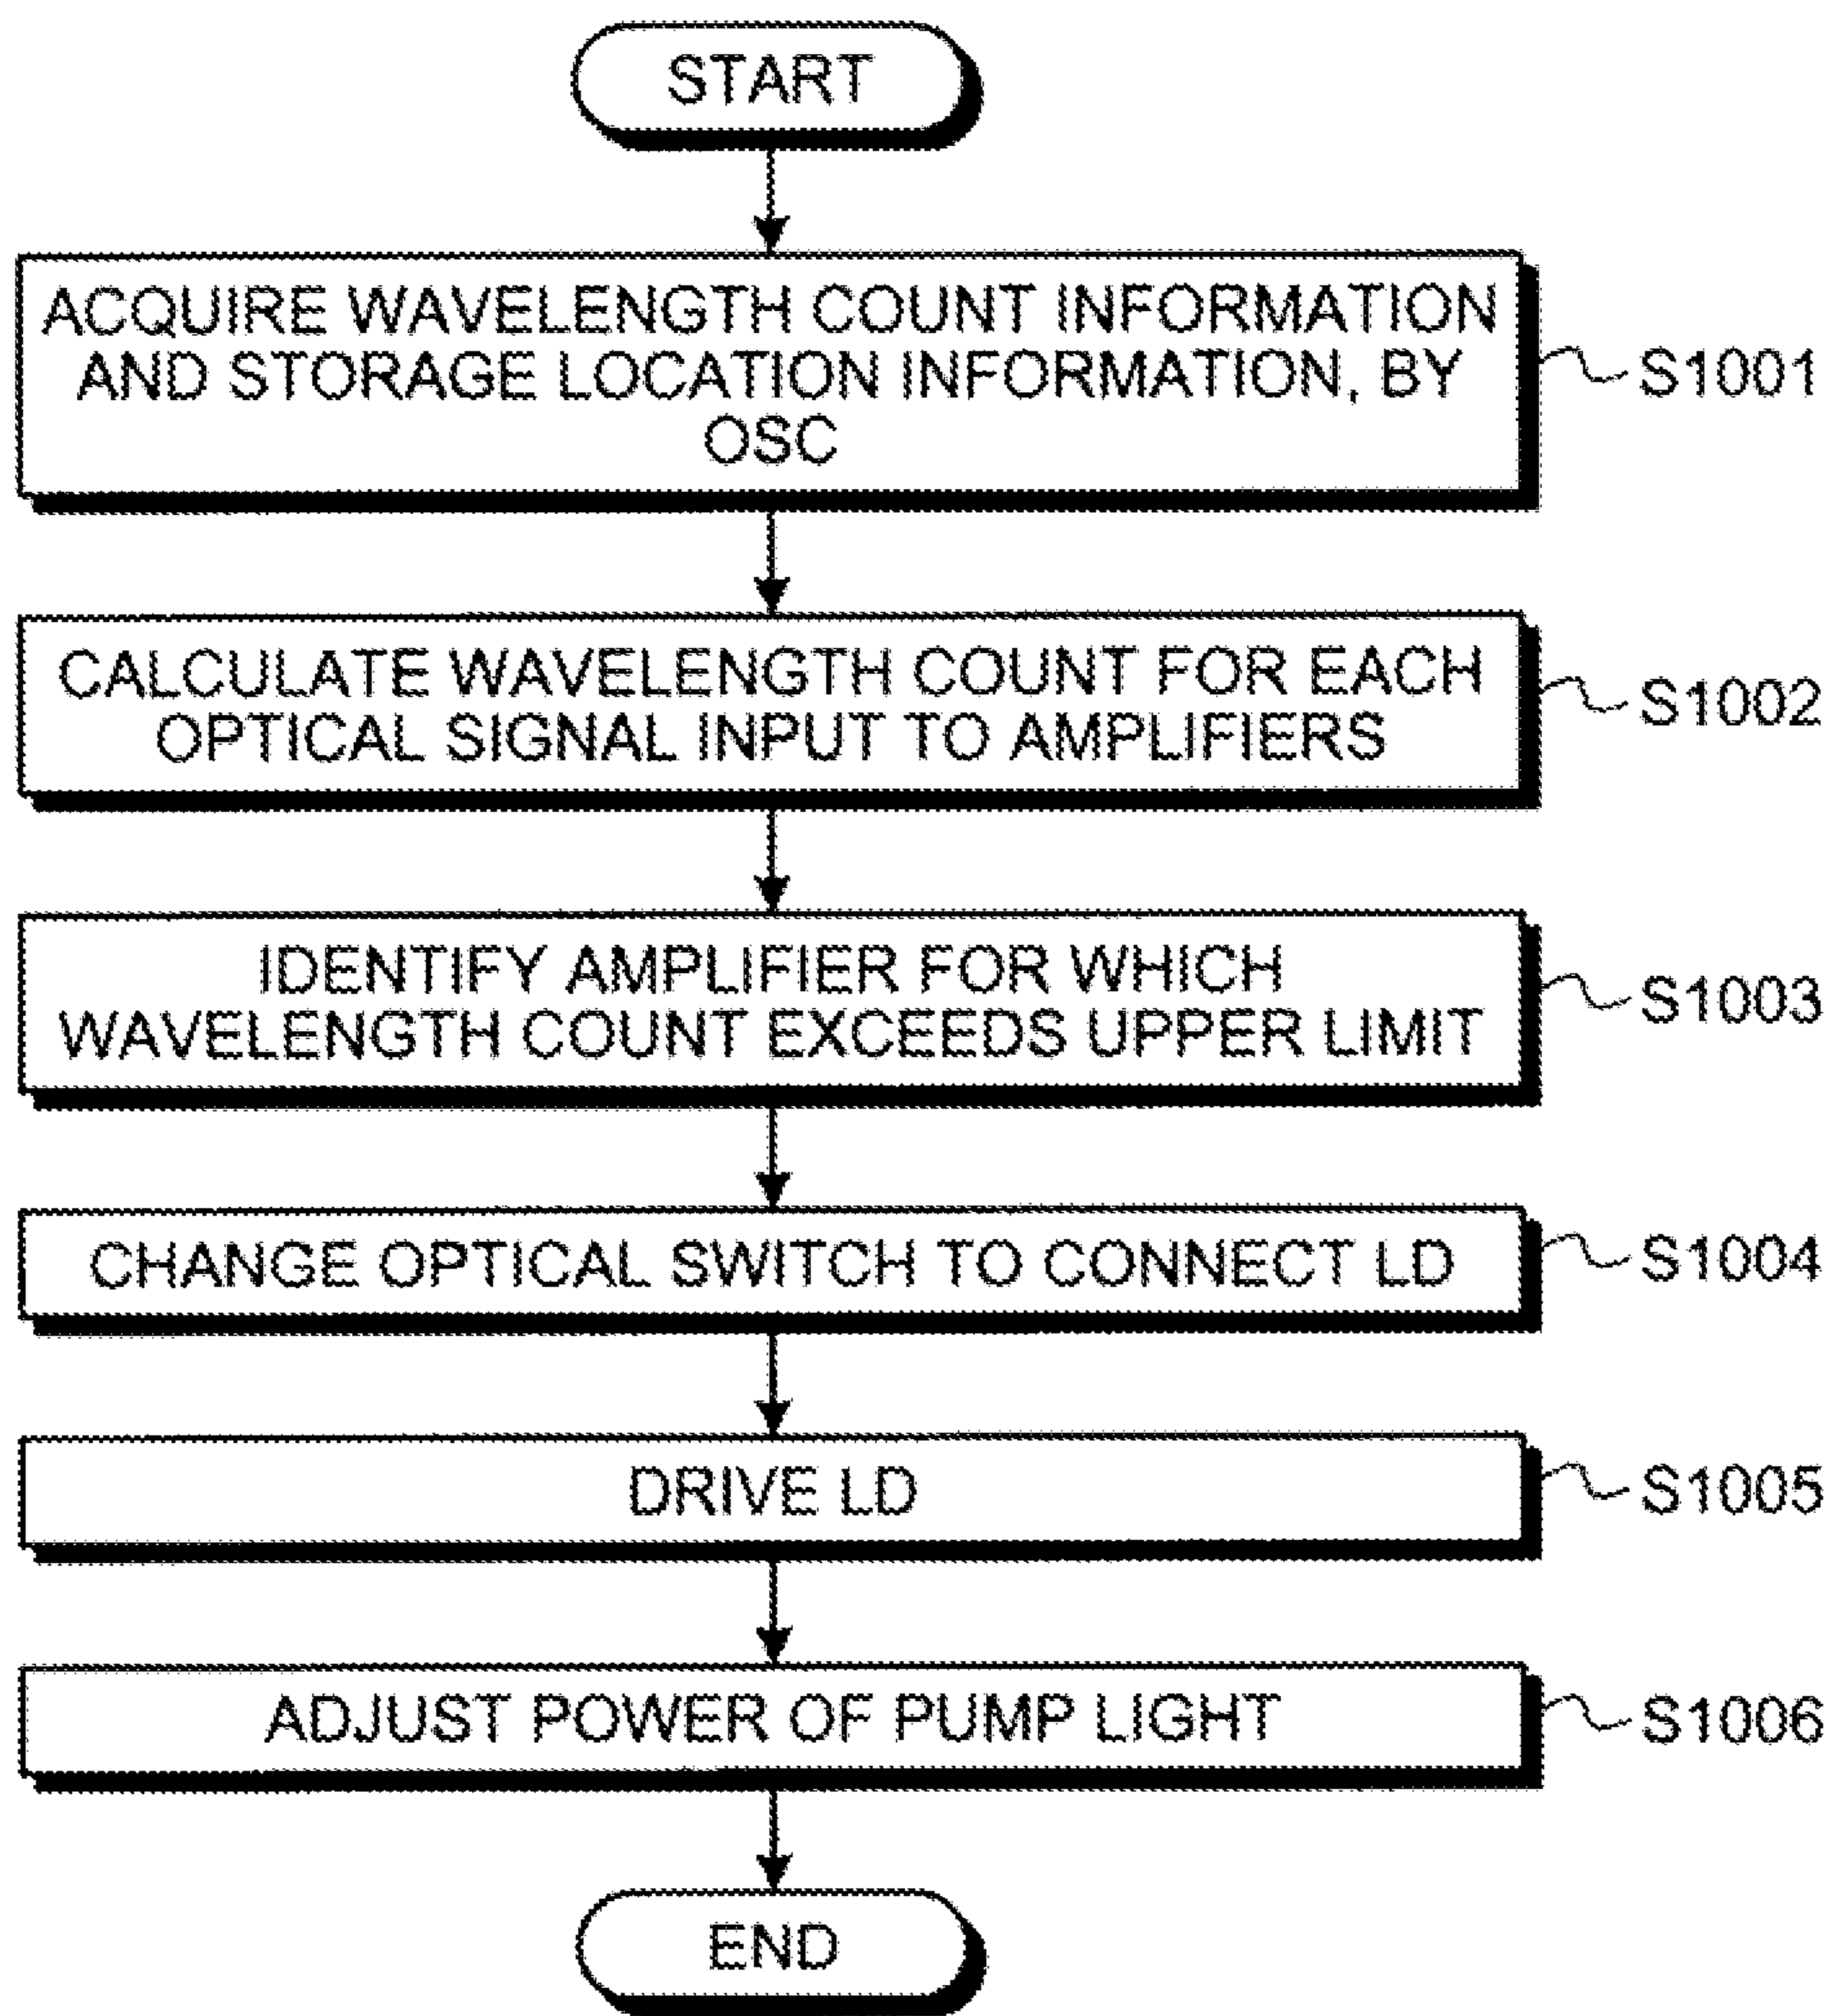 START
ACQUIRE WAVELENGTH COUNT INFORMATION
AND STORAGE LOCATION INFORMATION, BY
OSC
S1001
CALCULATE WAVELENGTH COUNT FOR EACH
OPTICAL SIGNAL INPUT TO AMPLIFIERS
S1002
IDENTIFY AMPLIFIER FOR WHICH
WAVELENGTH COUNT EXCEEDS UPPER LIMIT
S1003
CHANGE OPTICAL SWITCH TO CONNECT LD
S1004
DRIVE LD
S1005
ADJUST POWER OF PUMP LIGHT
S1006
END